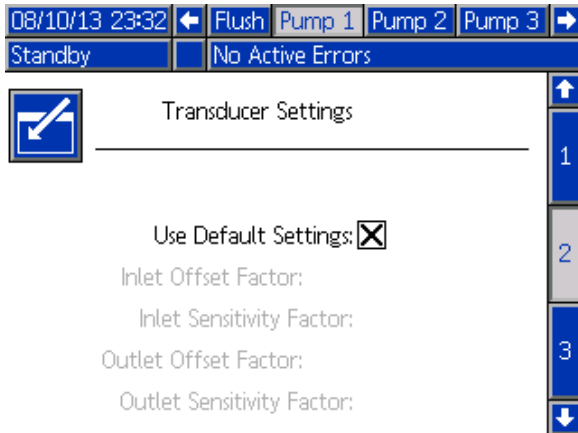 08/10/13 23:32 Flush Pump 1 Pump 2 Pump 3
Standby No Active Errors
Transducer Settings
1
Use Default Settings:
2
Inlet Offset Factor:
Inlet Sensitivity Factor:
3
Outlet Offset Factor:
Outlet Sensitivity Factor: